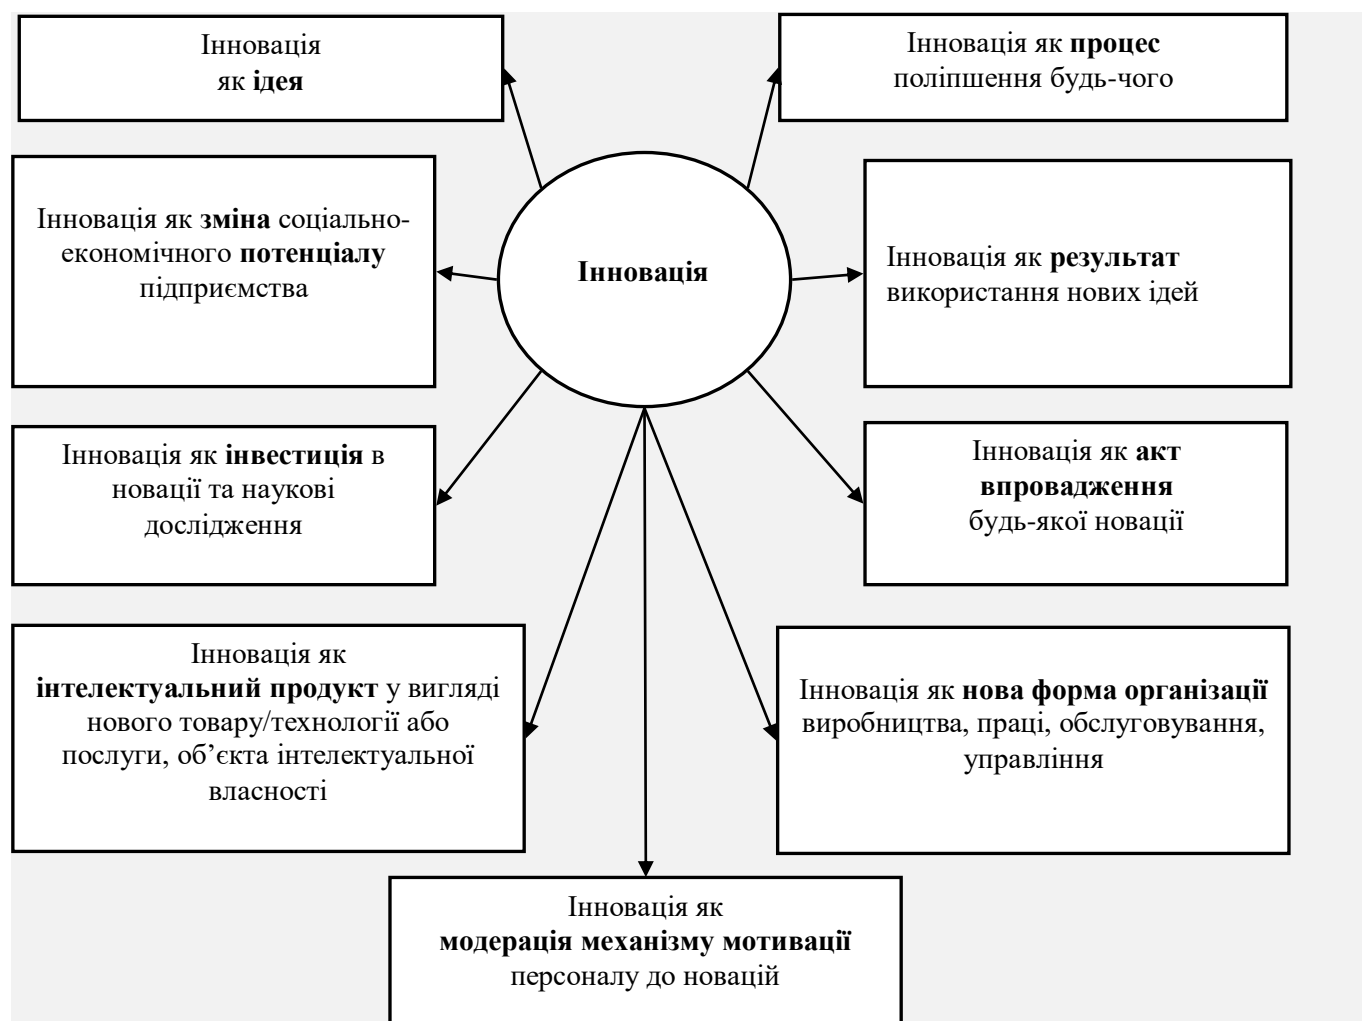 Інновація
як ідея
Інновація як процес
поліпшення будь-чого
Інновація як зміна соціально-
економічного потенціалу
підприємства
Інновація
Інновація як результат
використання нових ідей
Інновація як інвестиція в
новації та наукові
дослідження
Інновація як акт
впровадження
будь-якої новації
Інновація як
інтелектуальний продукт у вигляді
нового товару/технології або
послуги, об’єкта інтелектуальної
власності
Інновація як нова форма організації
виробництва, праці, обслуговування,
управління
Інновація як
модерація механізму мотивації
персоналу до новацій